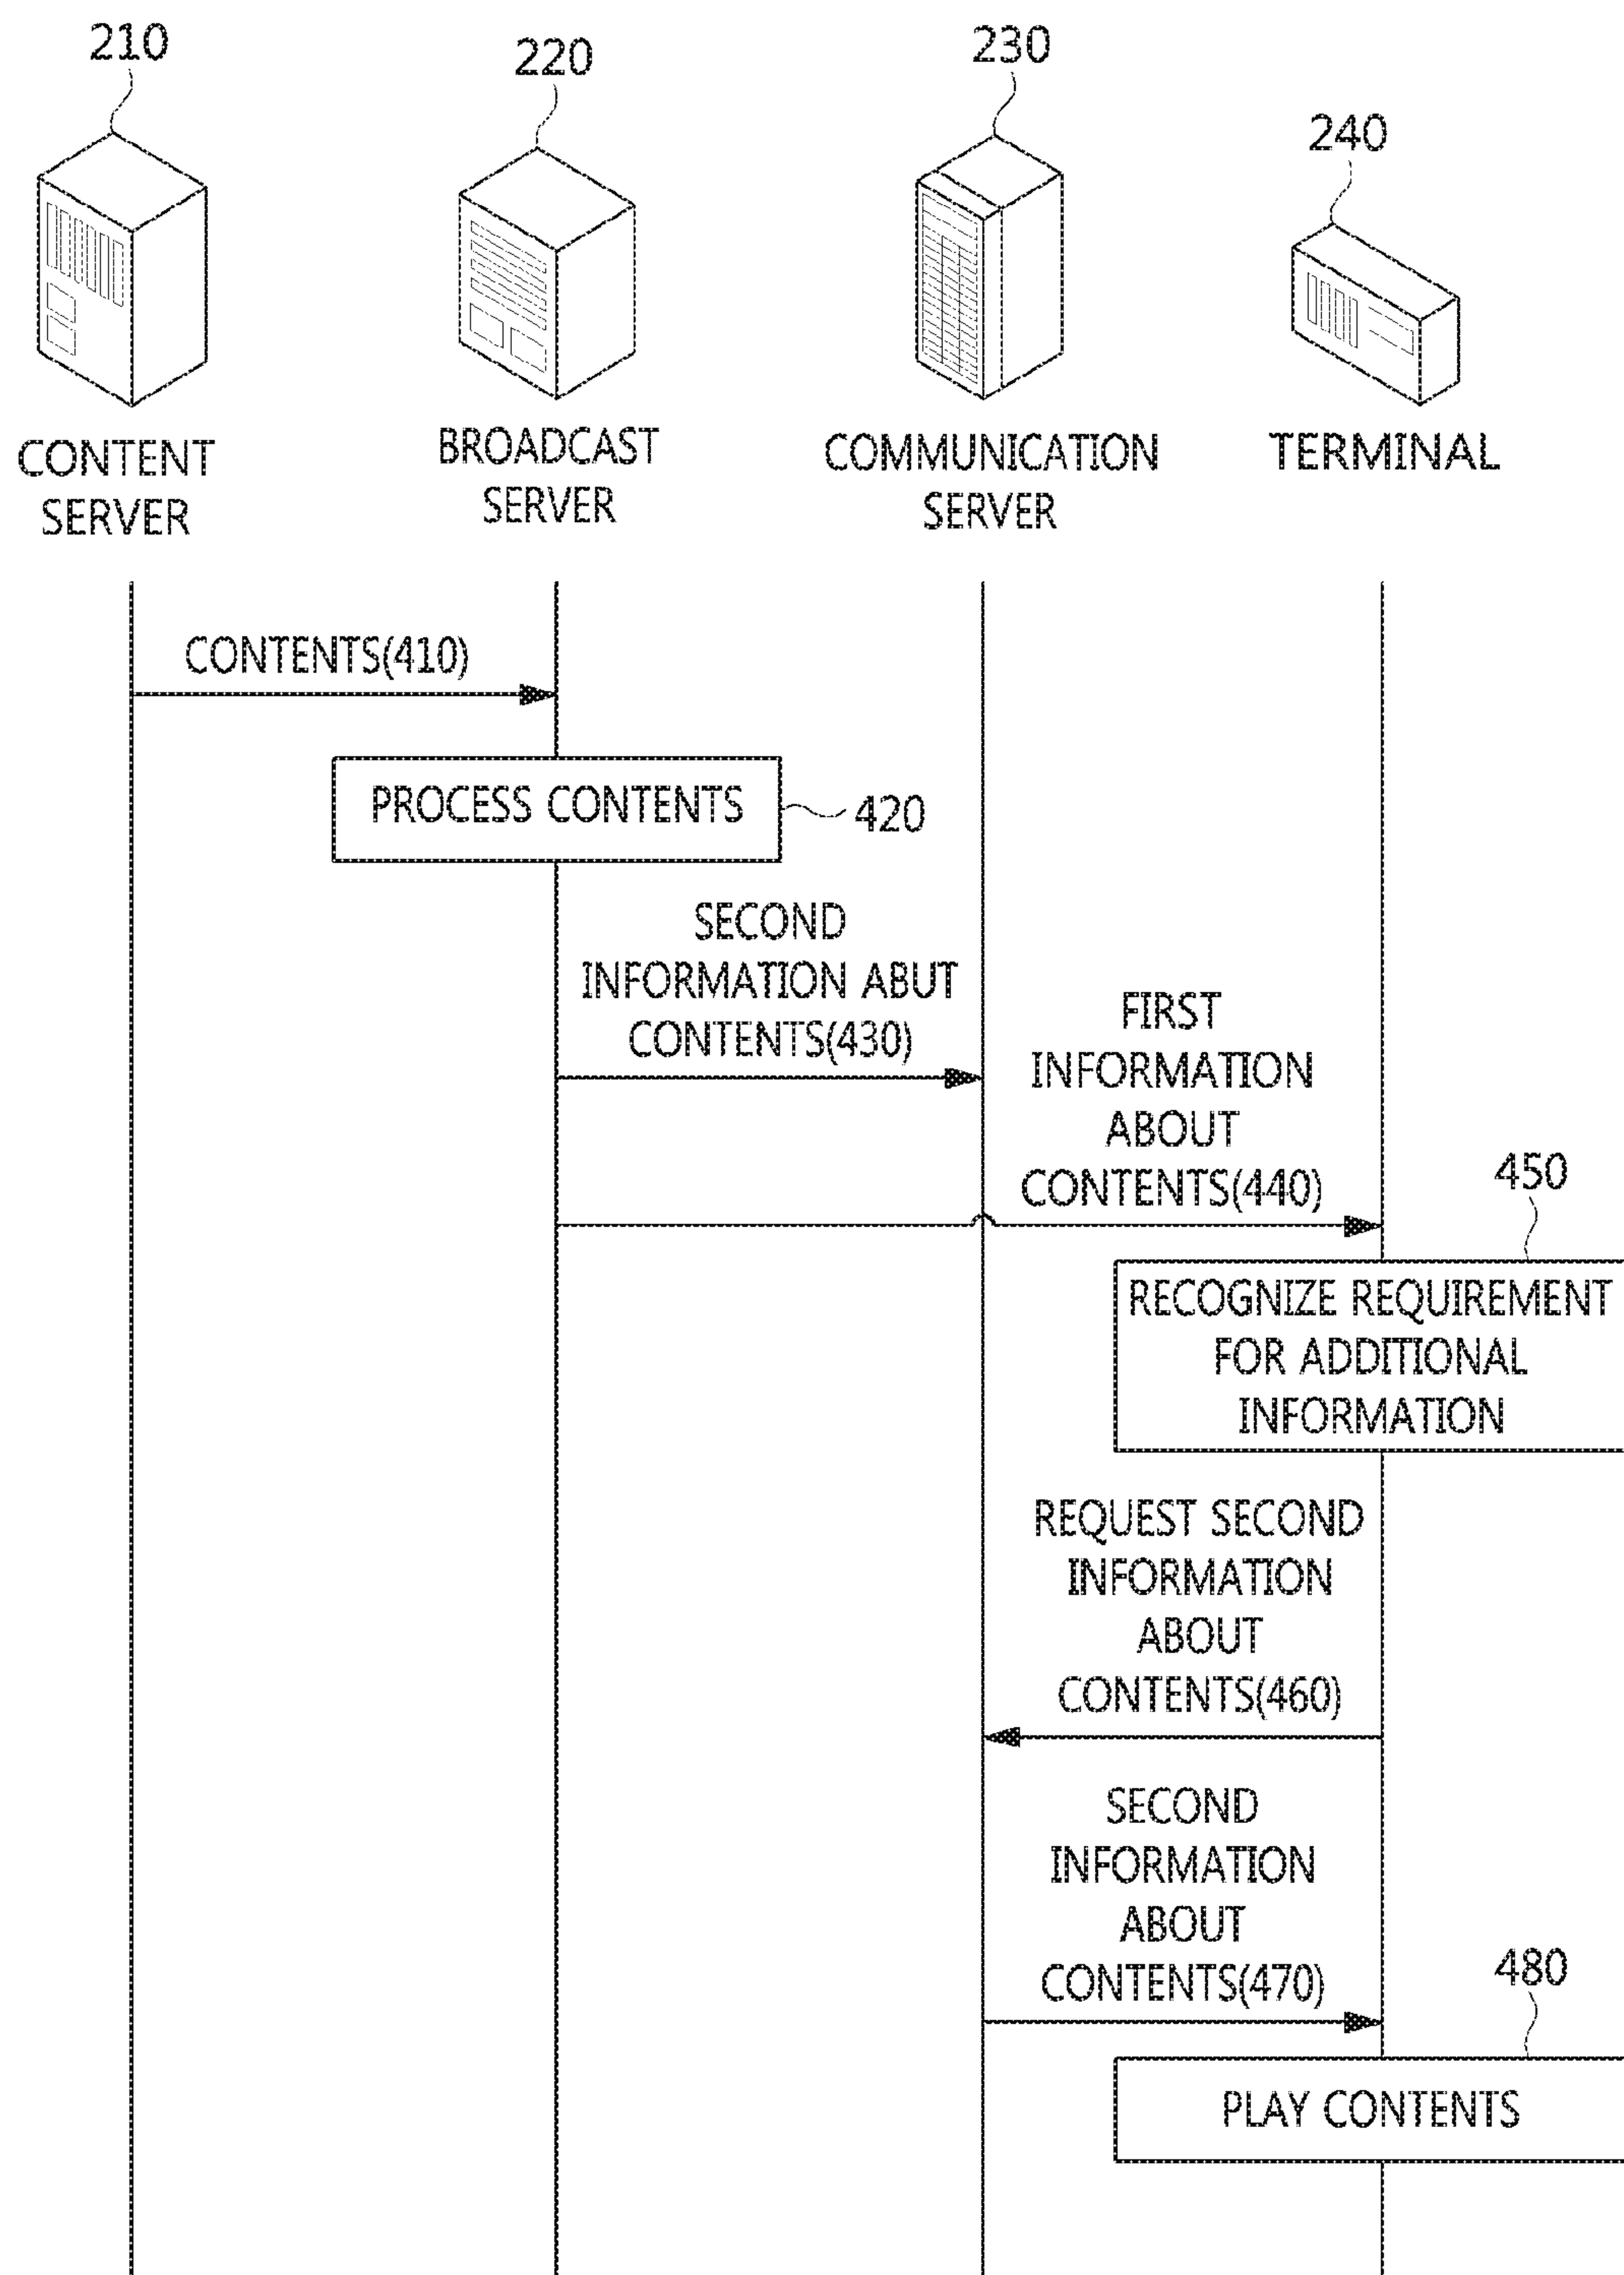 210
220
230
240
CONTENT
SERVER
BROADCAST
SERVER
COMMUNICATION
SERVER
TERMINAL
CONTENTS(410)
PROCESS CONTENTS
420
SECOND
INFORMATION ABUT
CONTENTS(430)
FIRST
INFORMATION
ABOUT
CONTENTS(440)
450
RECOGNIZE REQUIREMENT
FOR ADDITIONAL
INFORMATION
REQUEST SECOND
INFORMATION
ABOUT
CONTENTS(460)
SECOND
INFORMATION
ABOUT
CONTENTS(470)
480
PLAY CONTENTS